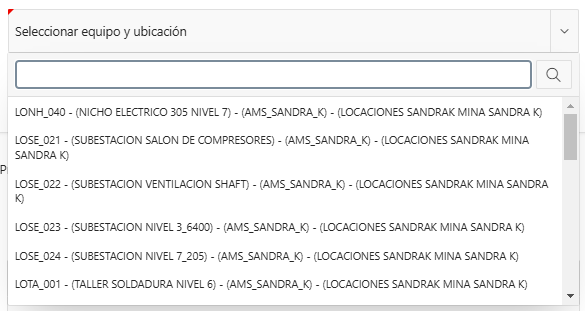 Seleccionar equipo y ubicación
LONH_040 - (NICHO ELECTRICO 305 NIVEL 7) - (AMS_SANDRA_K) - (LOCACIONES SANDRAK MINA SANDRA K)
LOSE_021 - (SUBESTACION SALON DE COMPRESORES) - (AMS_SANDRA_K) - (LOCACIONES SANDRAK MINA
SANDRA K)
LOSE_022 - (SUBESTACION VENTILACION SHAFT) - (AMS_SANDRA_K) - (LOCACIONES SANDRAK MINA SANDRA
K)
LOSE_023 - (SUBESTACION NIVEL 3_6400) - (AMS_SANDRA_K) - (LOCACIONES SANDRAK MINA SANDRA K)
LOSE_024 - (SUBESTACION NIVEL 7_205) - (AMS_SANDRA_K) - (LOCACIONES SANDRAK MINA SANDRA K)
LOTA_001 - (TALLER SOLDADURA NIVEL 6) - (AMS_SANDRA_K) - (LOCACIONES SANDRAK MINA SANDRA K)